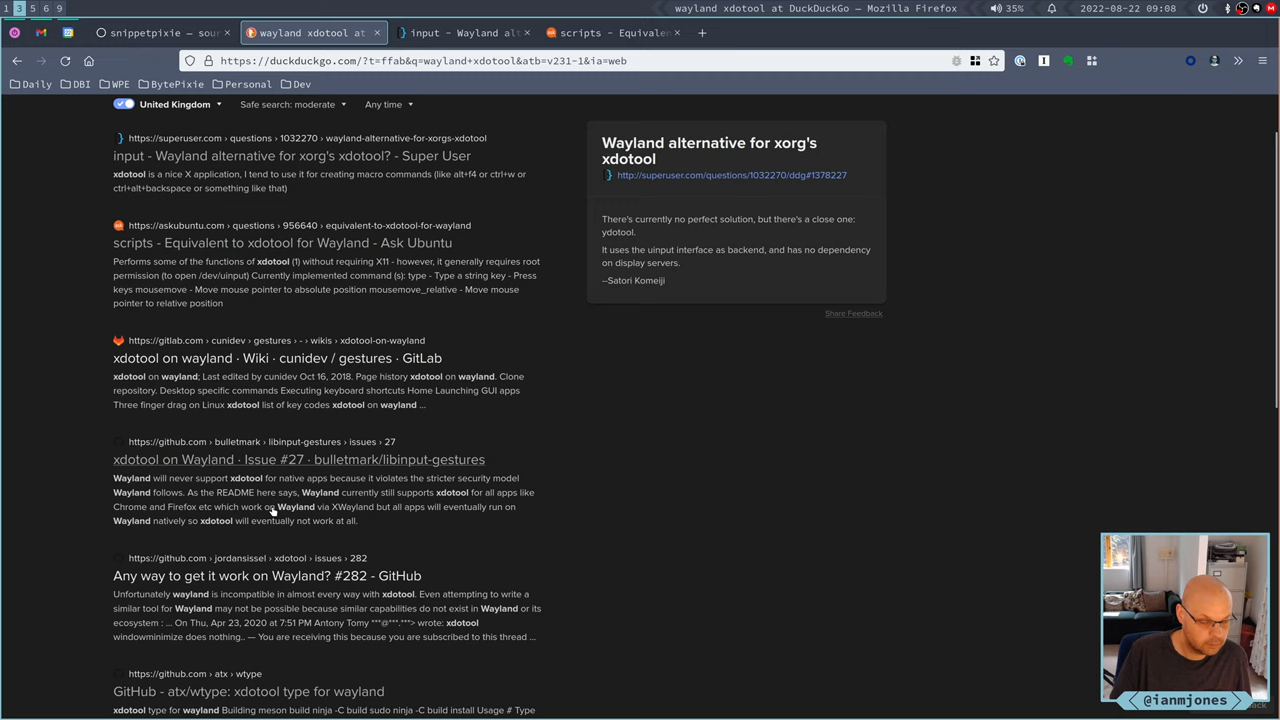 1 3 5 6 9
wayland xdotool at DuckDuckGo — Mozilla Firefox
35%
2022-08-22 09:08
M
snippetpixie — sour
wayland xdotool at
input - Wayland alt
scripts - Equivalen
https://duckduckgo.com/?t=ffab&q=wayland+xdotool&atb=v231-1&ia=web
Daily DBI WPE BytePixie Personal Dev
United Kingdom Safe search: moderate Any time
https://superuser.com › questions › 1032270 › wayland-alternative-for-xorgs-xdotool
input - Wayland alternative for xorg's xdotool? - Super User
xdotool is a nice X application, I tend to use it for creating macro commands (like alt+f4 or ctrl+w or
ctrl+alt+backspace or something like that)
https://askubuntu.com › questions › 956640 › equivalent-to-xdotool-for-wayland
scripts - Equivalent to xdotool for Wayland - Ask Ubuntu
Performs some of the functions of xdotool (1) without requiring X11 - however, it generally requires root
permission (to open /dev/uinput) Currently implemented command (s): type - Type a string key - Press
keys mousemove - Move mouse pointer to absolute position mousemove_relative - Move mouse
pointer to relative position
https://gitlab.com › cunidev › gestures › - › wikis › xdotool-on-wayland
xdotool on wayland · Wiki · cunidev / gestures · GitLab
xdotool on wayland; Last edited by cunidev Oct 16, 2018. Page history xdotool on wayland. Clone
repository. Desktop specific commands Executing keyboard shortcuts Home Launching GUI apps
Three finger drag on Linux xdotool list of key codes xdotool on wayland ...
https://github.com › bulletmark › libinput-gestures › issues › 27
xdotool on Wayland · Issue #27 · bulletmark/libinput-gestures
Wayland will never support xdotool for native apps because it violates the stricter security model
Wayland follows. As the README here says, Wayland currently still supports xdotool for all apps like
Chrome and Firefox etc which work on Wayland via XWayland but all apps will eventually run on
Wayland natively so xdotool will eventually not work at all.
https://github.com › jordansissel › xdotool › issues › 282
Any way to get it work on Wayland? #282 - GitHub
Unfortunately wayland is incompatible in almost every way with xdotool. Even attempting to write a
similar tool for Wayland may not be possible because similar capabilities do not exist in Wayland or its
ecosystem : ... On Thu, Apr 23, 2020 at 7:51 PM Antony Tomy ***@***.***> wrote: xdotool
windowminimize does nothing.. — You are receiving this because you are subscribed to this thread ...
https://github.com › atx › wtype
GitHub - atx/wtype: xdotool type for wayland
xdotool type for wayland Building meson build ninja -C build sudo ninja -C build install Usage # Type
Wayland alternative for xorg's
xdotool
http://superuser.com/questions/1032270/ddg#1378227
There's currently no perfect solution, but there's a close one:
ydotool.
It uses the uinput interface as backend, and has no dependency
on display servers.
--Satori Komeiji
Share Feedback
@ianmjones